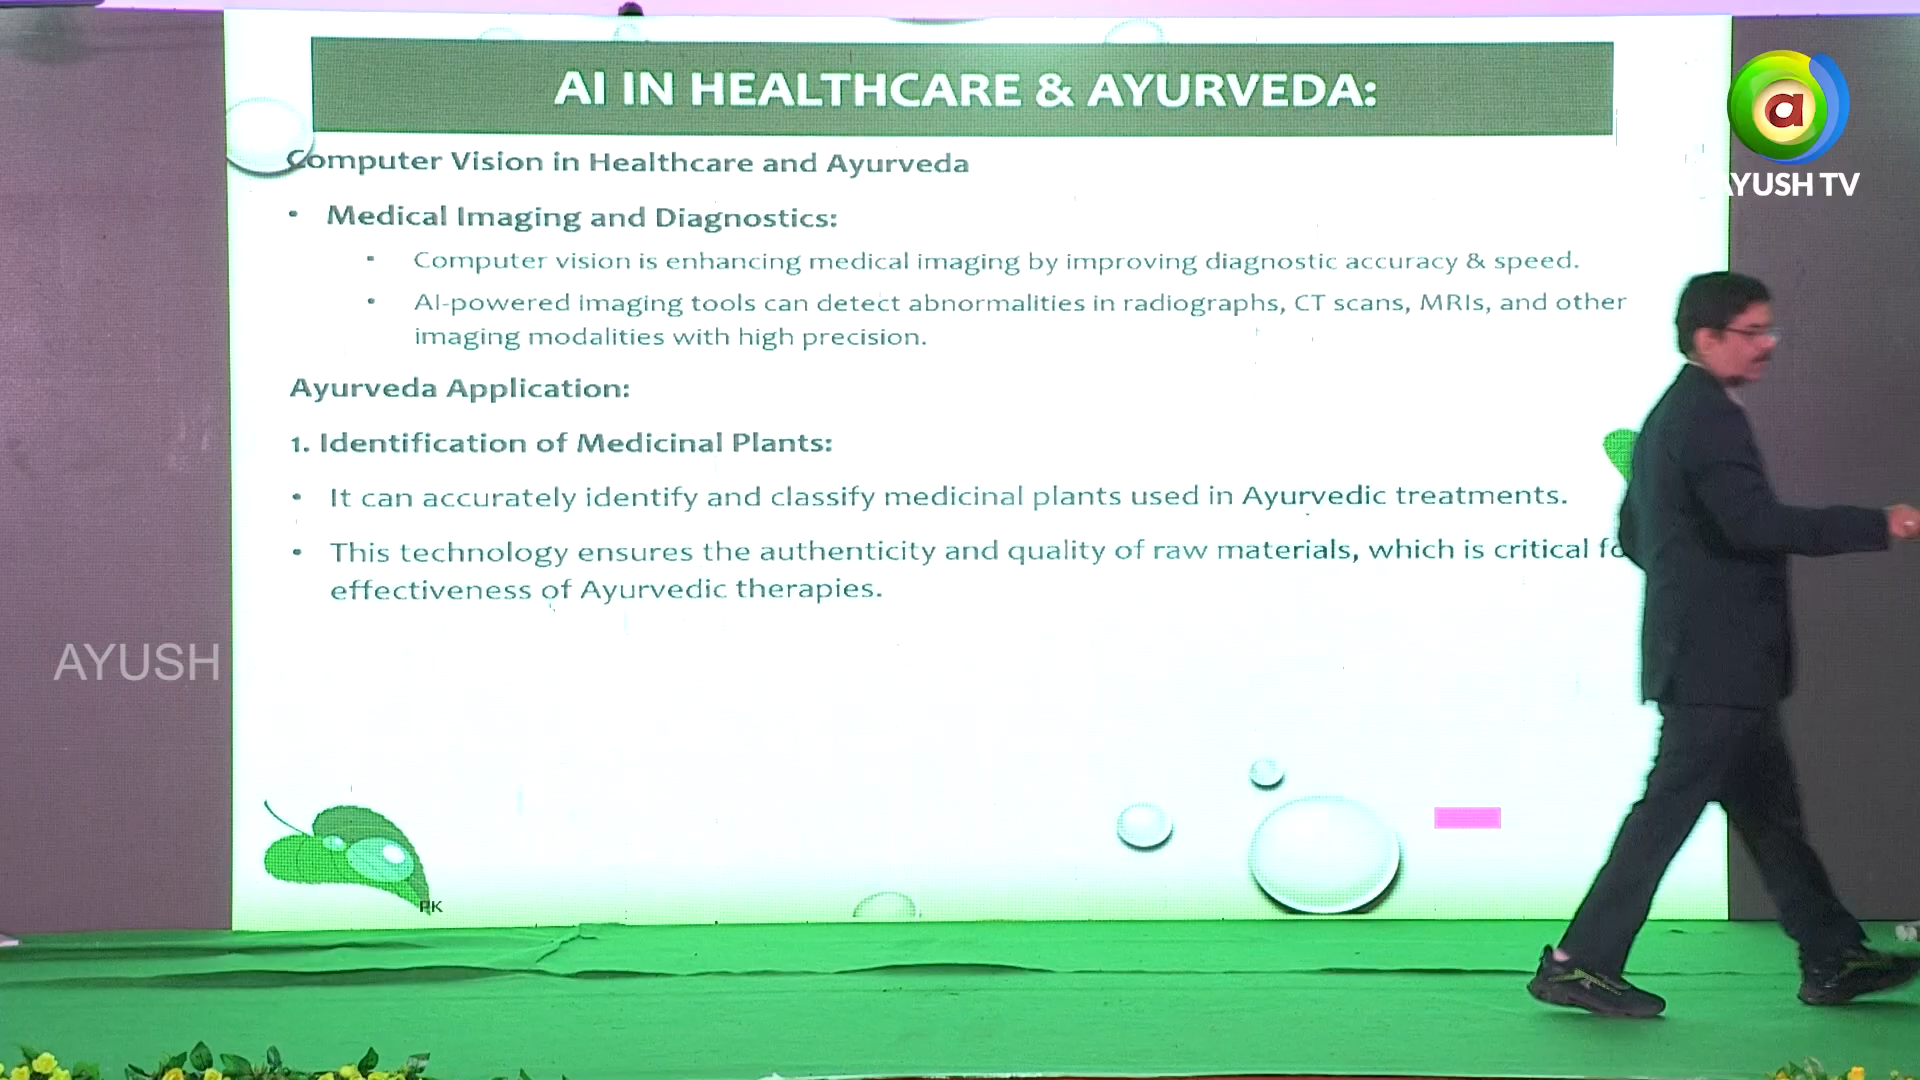 AI IN HEALTHCARE & AYURVEDA:
Computer Vision in Healthcare and Ayurveda
• Medical Imaging and Diagnostics:
• Computer vision is enhancing medical imaging by improving diagnostic accuracy & speed.
• AI-powered imaging tools can detect abnormalities in radiographs, CT scans, MRIs, and other
imaging modalities with high precision.
Ayurveda Application:
1. Identification of Medicinal Plants:
• It can accurately identify and classify medicinal plants used in Ayurvedic treatments.
• This technology ensures the authenticity and quality of raw materials, which is critical
effectiveness of Ayurvedic therapies.
PK
a
AYUSH TV
AYUSH